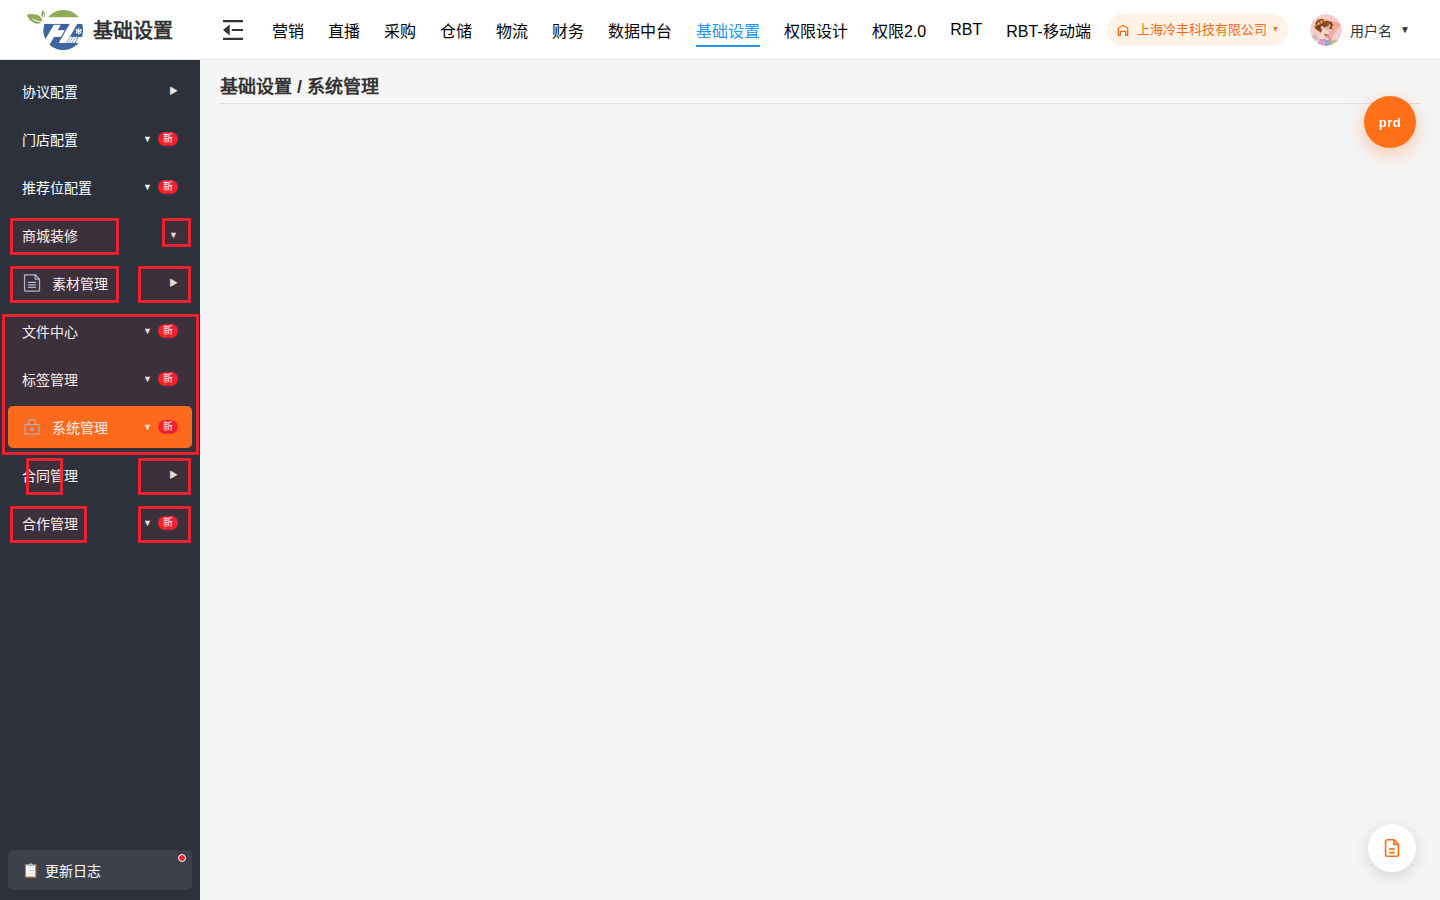 基础设置
营销 直播 采购 仓储 物流 财务 数据中台 基础设置 权限设计 权限2.0 RBT RBT-移动端
上海冷丰科技有限公司
用户名
协议配置
门店配置 新
推荐位配置 新
商城装修
素材管理
文件中心 新
标签管理 新
系统管理 新
合同管理
合作管理 新
更新日志
基础设置 / 系统管理
prd